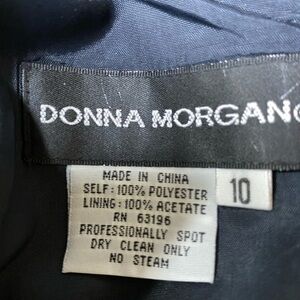 DONNA MORGAN
MADE IN CHINA
SELF: 100% POLYESTER
LINING: 100% ACETATE
RN 63196
PROFESSIONALLY SPOT
DRY CLEAN ONLY
NO STEAM
10